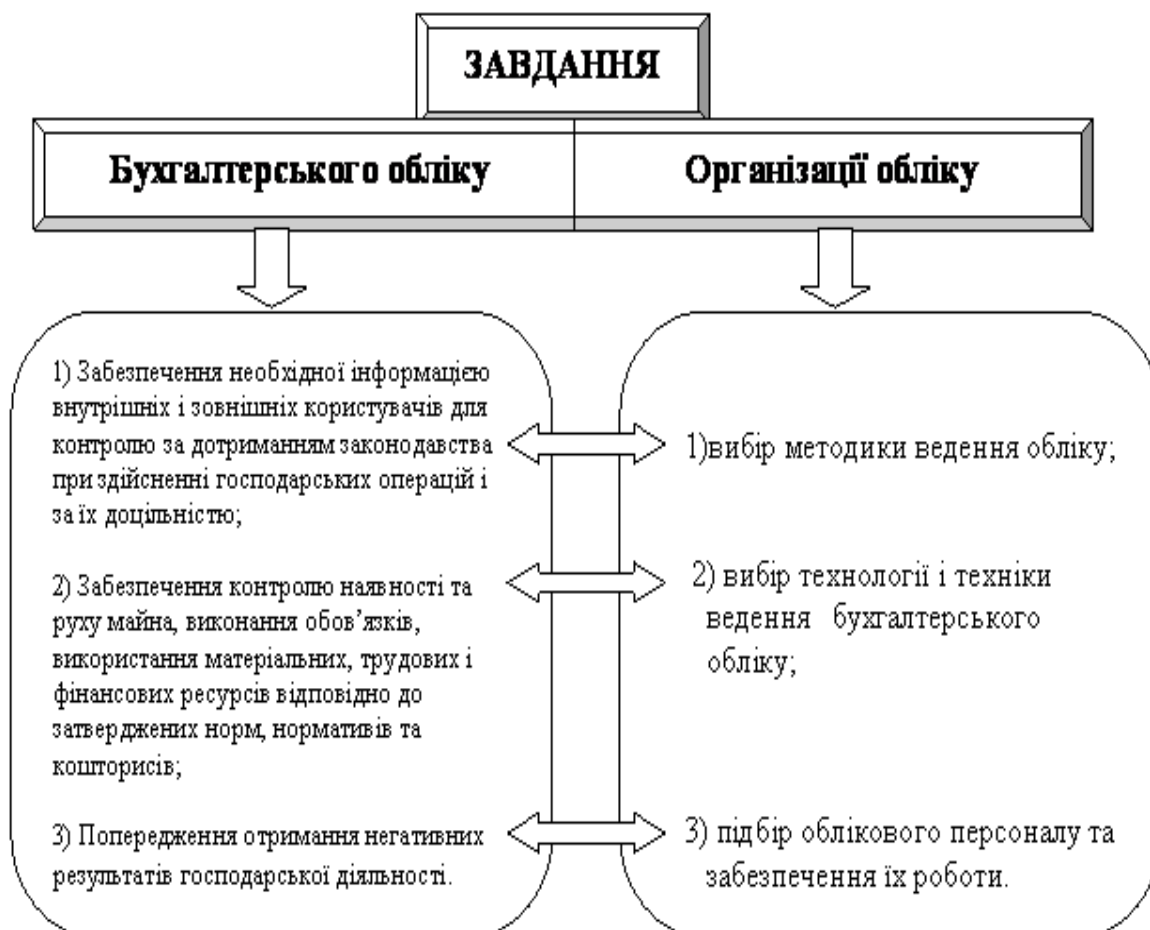 ЗАВДАННЯ
Бухгалтерського обліку
Організації обліку
1) Забезпечення необхідної інформацією
внутрішніх і зовнішніх користувачів для
контролю за дотриманням законодавства
при здійсненні господарських операцій і
за їх доцільністю;
2) Забезпечення контролю наявності та
руху майна, виконання обов’язків,
використання матеріальних, трудових і
фінансових ресурсів відповідно до
затверджених норм, нормативів та
кошторисів;
3) Попередження отримання негативних
результатів господарської діяльності.
1)вибір методики ведення обліку;
2) вибір технології і техніки
ведення бухгалтерського
обліку;
3) підбір облікового персоналу та
забезпечення їх роботи.